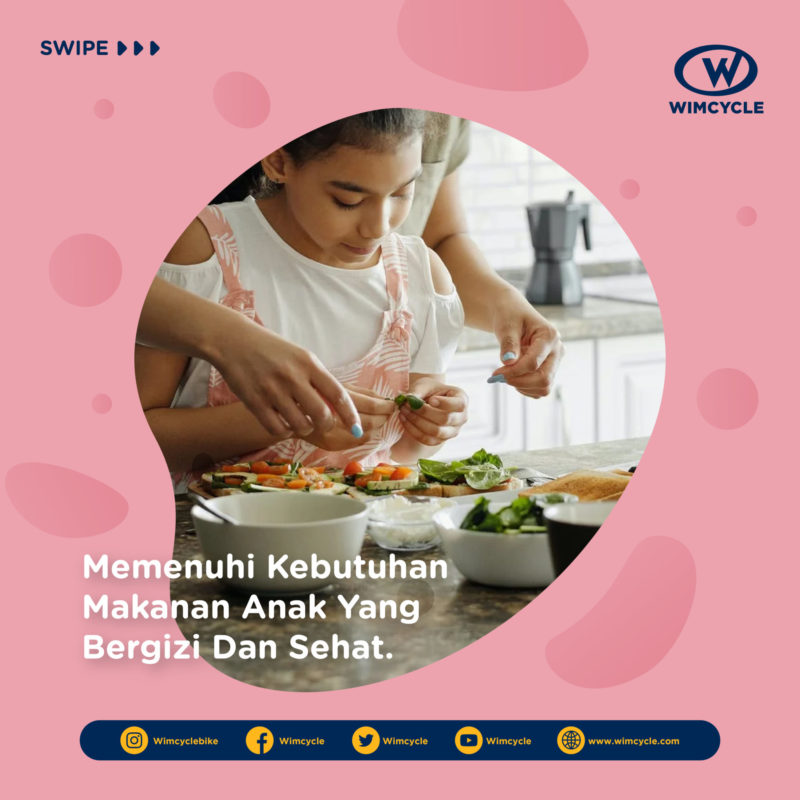 SWIPE
W
WIMCYCLE
Memenuhi Kebutuhan
Makanan Anak Yang
Bergizi Dan Sehat.
Wimcyclebike
Wimcycle
Wimcycle
Wimcycle
www.wimcycle.com